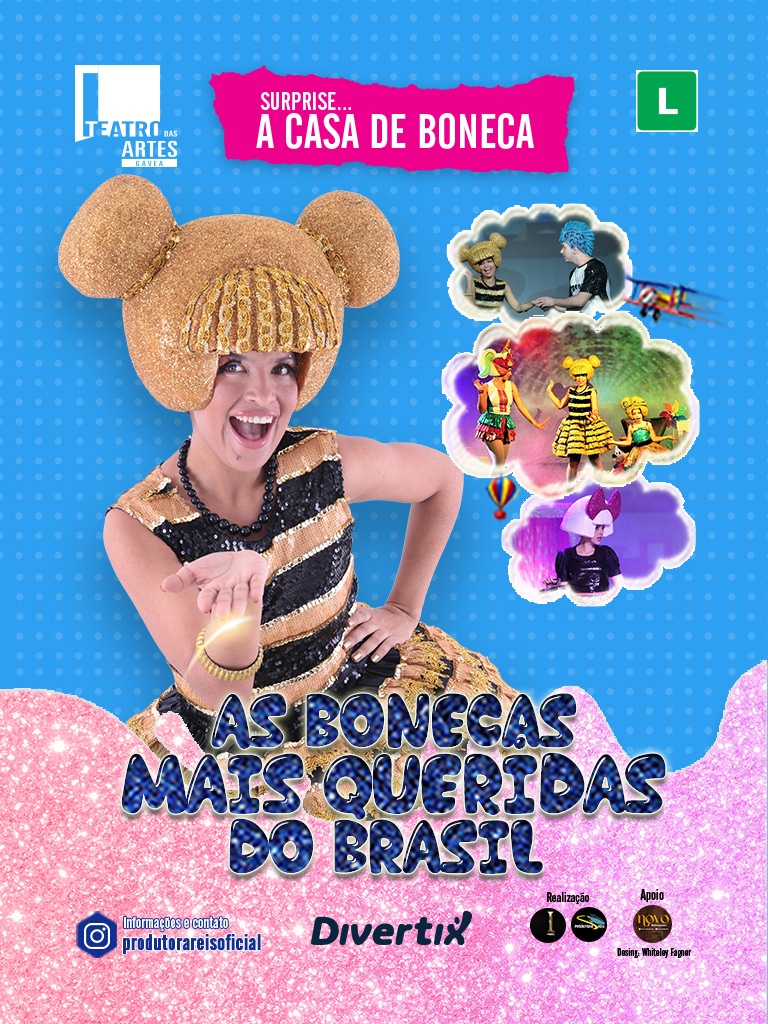 TEATRO DAS
ARTES
GÁVEA
SURPRISE...
A CASA DE BONECA
L
AS BONECAS
MAIS QUERIDAS
DO BRASIL
Informações e contato
produtorareisoficial
Divertix
Realização
Apoio
NOVO
Desing: Whiteley Fagner